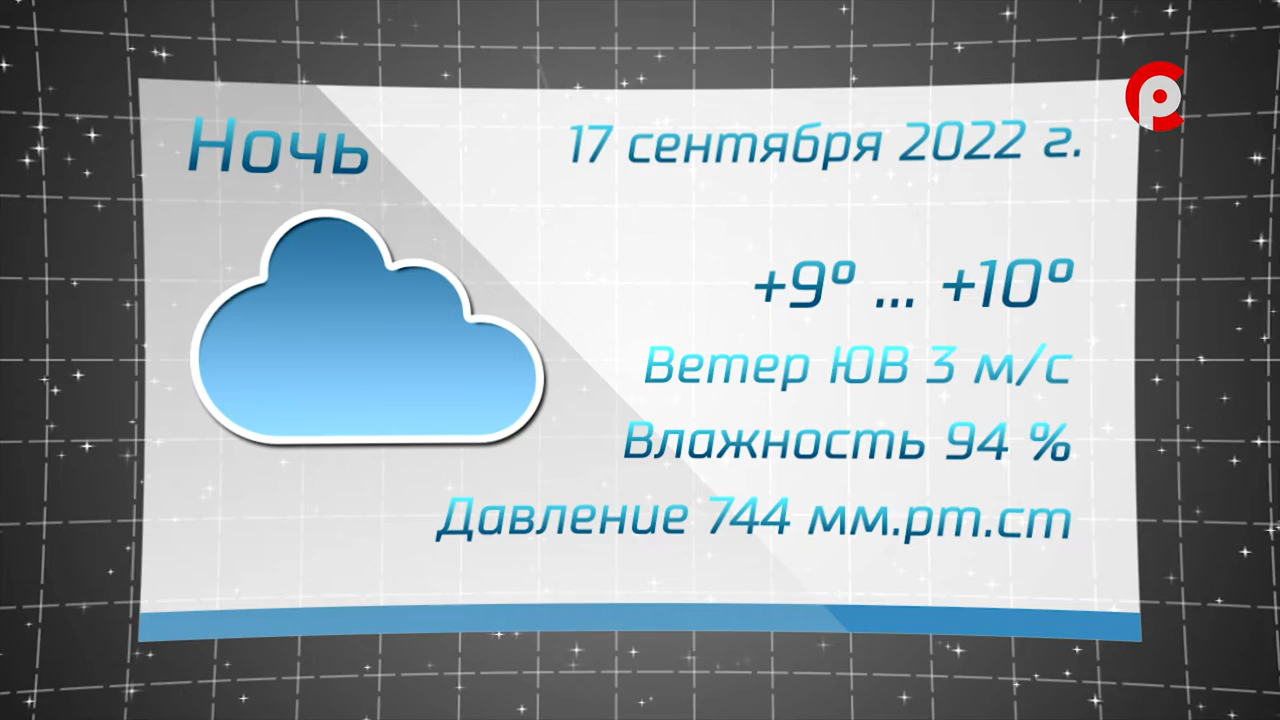 Ночь
17 сентября 2022 г.
+9° ... +10°
Ветер ЮВ 3 м/с
Влажность 94 %
Давление 744 мм.рт.ст